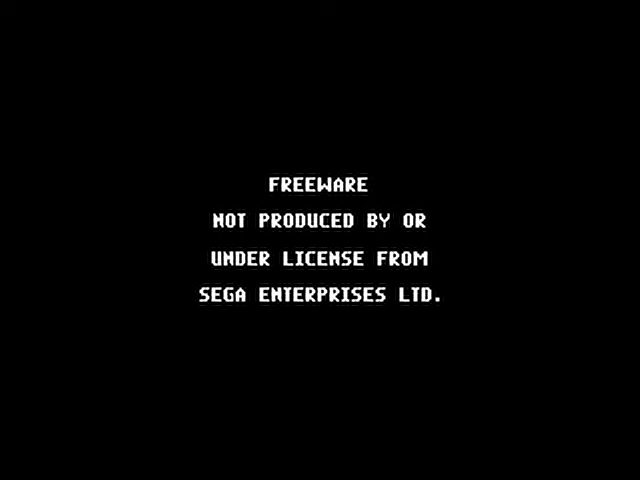 FREEWARE
NOT PRODUCED BY OR
UNDER LICENSE FROM
SEGA ENTERPRISES LTD.